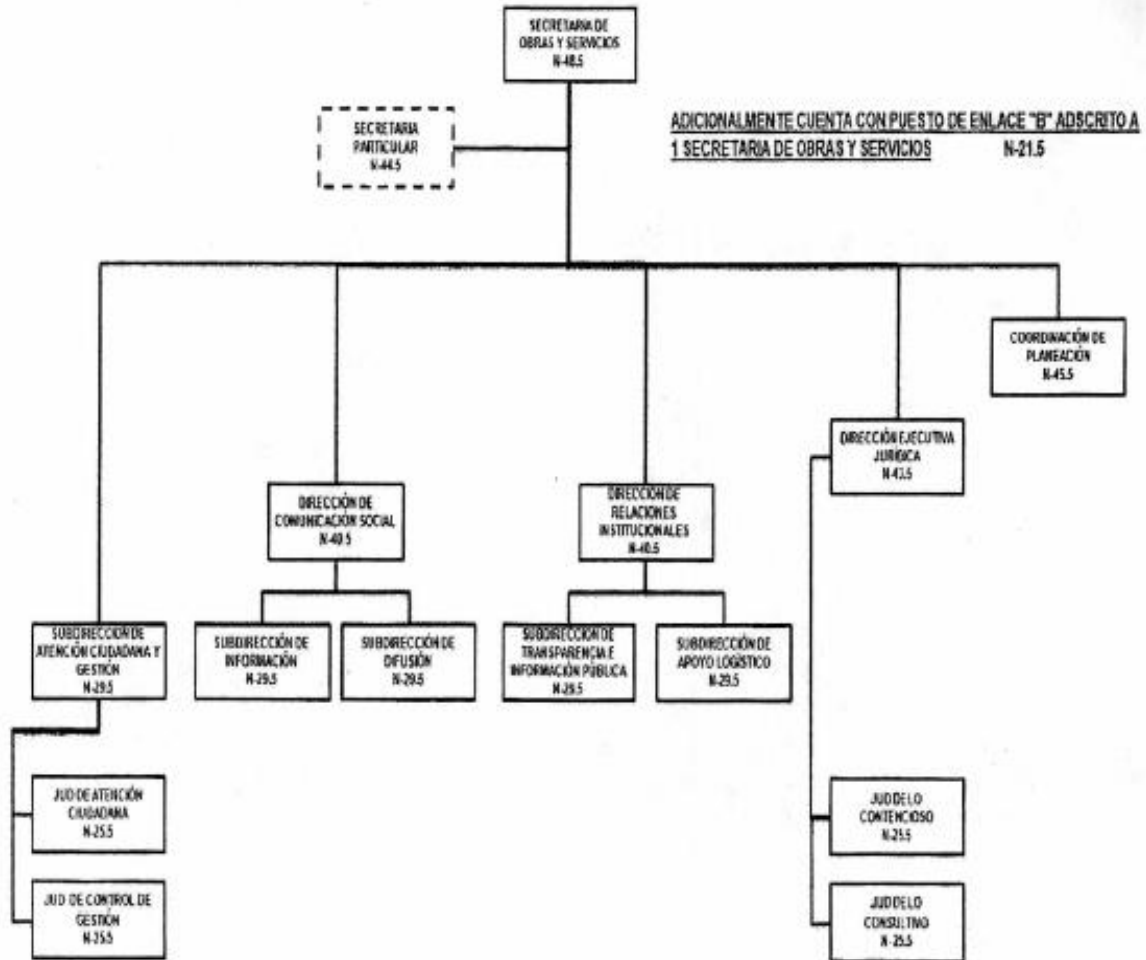 SECRETARIA DE
OBRAS Y SERVICIOS
N-48.5
SECRETARIA
PARTICULAR
N-44.5
ADICIONALMENTE CUENTA CON PUESTO DE ENLACE "B" ADSCRITO A
1 SECRETARIA DE OBRAS Y SERVICIOS N-21.5
COORDINACIÓN DE
PLANEACIÓN
N-45.5
DIRECCIÓN EJECUTIVA
JURÍDICA
N-43.5
DIRECCIÓN DE
COMUNICACIÓN SOCIAL
N-40.5
DIRECCIÓN DE
RELACIONES
INSTITUCIONALES
N-40.5
SUBDIRECCIÓN DE
ATENCIÓN CIUDADANA Y
GESTIÓN
N-29.5
SUBDIRECCIÓN DE
INFORMACIÓN
N-29.5
SUBDIRECCIÓN DE
DIFUSIÓN
N-29.5
SUBDIRECCIÓN DE
TRANSPARENCIA E
INFORMACIÓN PÚBLICA
N-29.5
SUBDIRECCIÓN DE
APOYO LOGÍSTICO
N-29.5
JUD DE ATENCIÓN
CIUDADANA
N-25.5
JUD DE LO
CONTENCIOSO
N-25.5
JUD DE CONTROL DE
GESTIÓN
N-25.5
JUD DE LO
CONSULTIVO
N-25.5